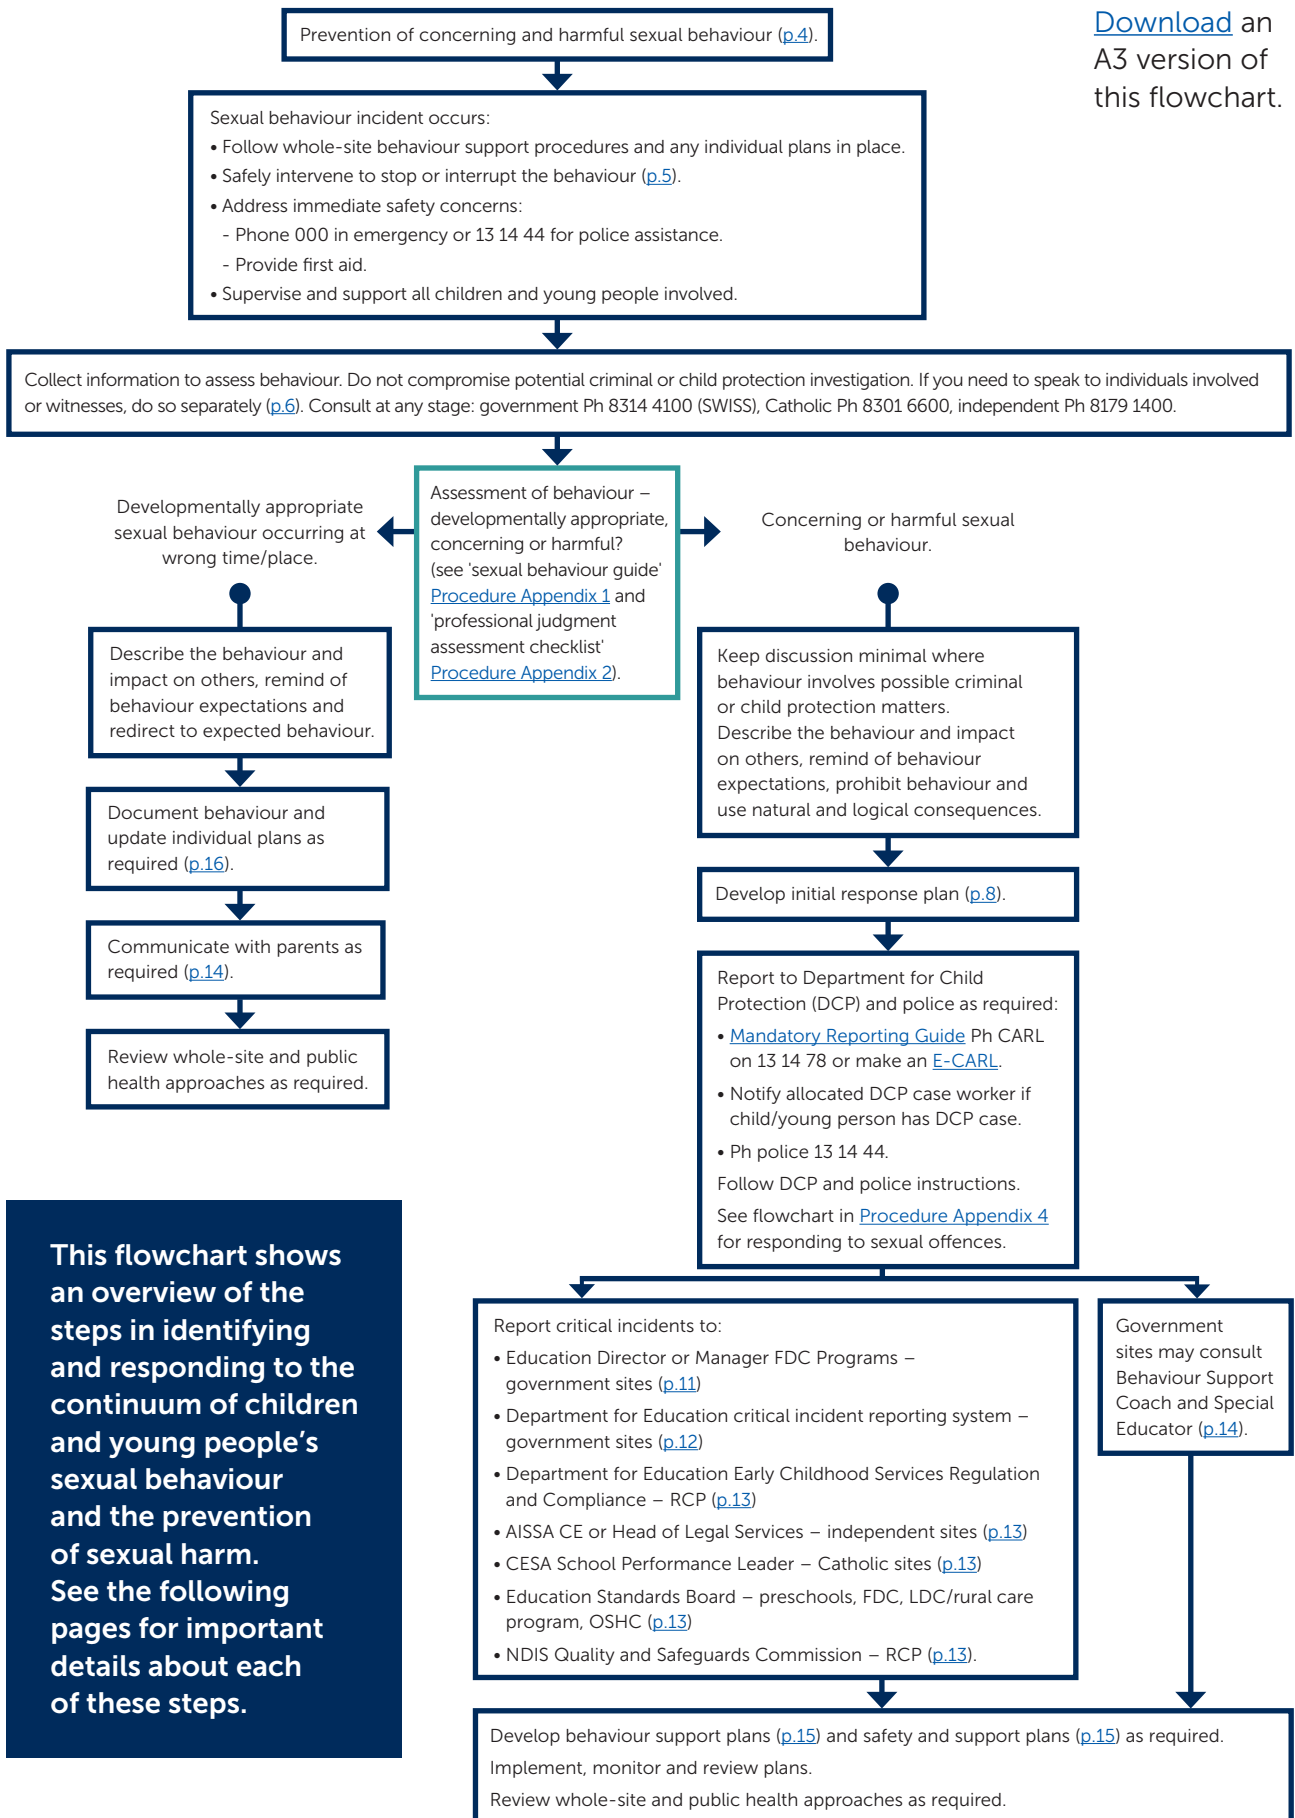 Download an
A3 version of
this flowchart.
Prevention of concerning and harmful sexual behaviour (p.4).
Sexual behaviour incident occurs:
• Follow whole-site behaviour support procedures and any individual plans in place.
• Safely intervene to stop or interrupt the behaviour (p.5).
• Address immediate safety concerns:
- Phone 000 in emergency or 13 14 44 for police assistance.
- Provide first aid.
• Supervise and support all children and young people involved.
Collect information to assess behaviour. Do not compromise potential criminal or child protection investigation. If you need to speak to individuals involved
or witnesses, do so separately (p.6). Consult at any stage: government Ph 8314 4100 (SWISS), Catholic Ph 8301 6600, independent Ph 8179 1400.
Assessment of behaviour –
developmentally appropriate,
concerning or harmful?
(see 'sexual behaviour guide'
Procedure Appendix 1 and
'professional judgment
assessment checklist'
Procedure Appendix 2).
Developmentally appropriate
sexual behaviour occurring at
wrong time/place.
Describe the behaviour and
impact on others, remind of
behaviour expectations and
redirect to expected behaviour.
Document behaviour and
update individual plans as
required (p.16).
Communicate with parents as
required (p.14).
Review whole-site and public
health approaches as required.
Concerning or harmful sexual
behaviour.
Keep discussion minimal where
behaviour involves possible criminal
or child protection matters.
Describe the behaviour and impact
on others, remind of behaviour
expectations, prohibit behaviour and
use natural and logical consequences.
Develop initial response plan (p.8).
Report to Department for Child
Protection (DCP) and police as required:
• Mandatory Reporting Guide Ph CARL
on 13 14 78 or make an E-CARL.
• Notify allocated DCP case worker if
child/young person has DCP case.
• Ph police 13 14 44.
Follow DCP and police instructions.
See flowchart in Procedure Appendix 4
for responding to sexual offences.
Report critical incidents to:
• Education Director or Manager FDC Programs –
government sites (p.11)
• Department for Education critical incident reporting system –
government sites (p.12)
• Department for Education Early Childhood Services Regulation
and Compliance – RCP (p.13)
• AISSA CE or Head of Legal Services – independent sites (p.13)
• CESA School Performance Leader – Catholic sites (p.13)
• Education Standards Board – preschools, FDC, LDC/rural care
program, OSHC (p.13)
• NDIS Quality and Safeguards Commission – RCP (p.13).
Government
sites may consult
Behaviour Support
Coach and Special
Educator (p.14).
Develop behaviour support plans (p.15) and safety and support plans (p.15) as required.
Implement, monitor and review plans.
Review whole-site and public health approaches as required.
This flowchart shows
an overview of the
steps in identifying
and responding to the
continuum of children
and young people's
sexual behaviour
and the prevention
of sexual harm.
See the following
pages for important
details about each
of these steps.